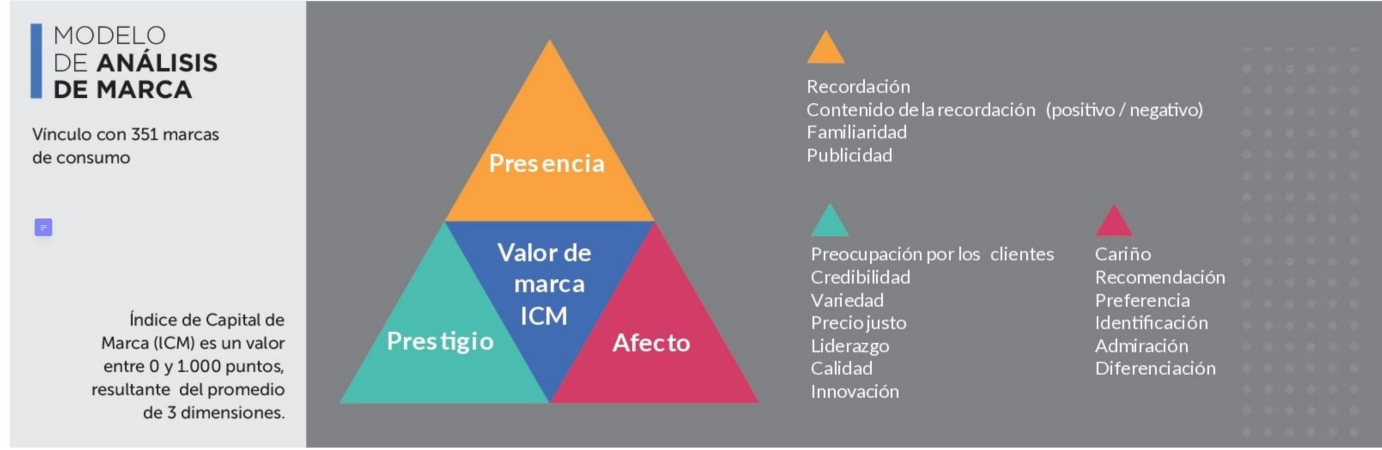 MODELO
DE ANÁLISIS
DE MARCA
Vínculo con 351 marcas
de consumo
Índice de Capital de
Marca (lCM) es un valor
entre 0 y 1.000 puntos,
resultante del promedio
de 3 dimensiones.
Presencia
Valor de
marca
ICM
Prestigio
Afecto
Recordación
Contenido de la recordación (positivo / negativo)
Familiaridad
Publicidad
Preocupación por los clientes
Credibilidad
Variedad
Precio justo
Liderazgo
Calidad
Innovación
Cariño
Recomendación
Preferencia
Identificación
Admiración
Diferenciación